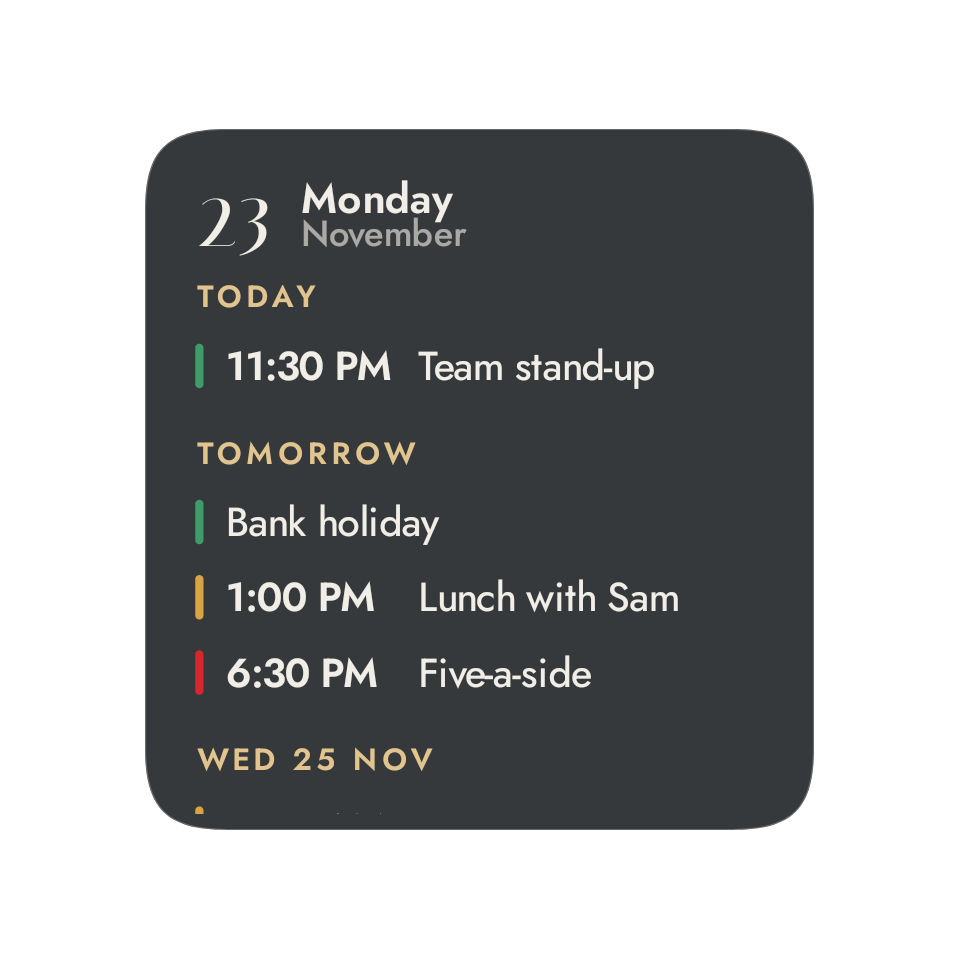 23 Monday
November
TODAY
11:30 PM Team stand-up
TOMORROW
Bank holiday
1:00 PM Lunch with Sam
6:30 PM Five-a-side
WED 25 NOV